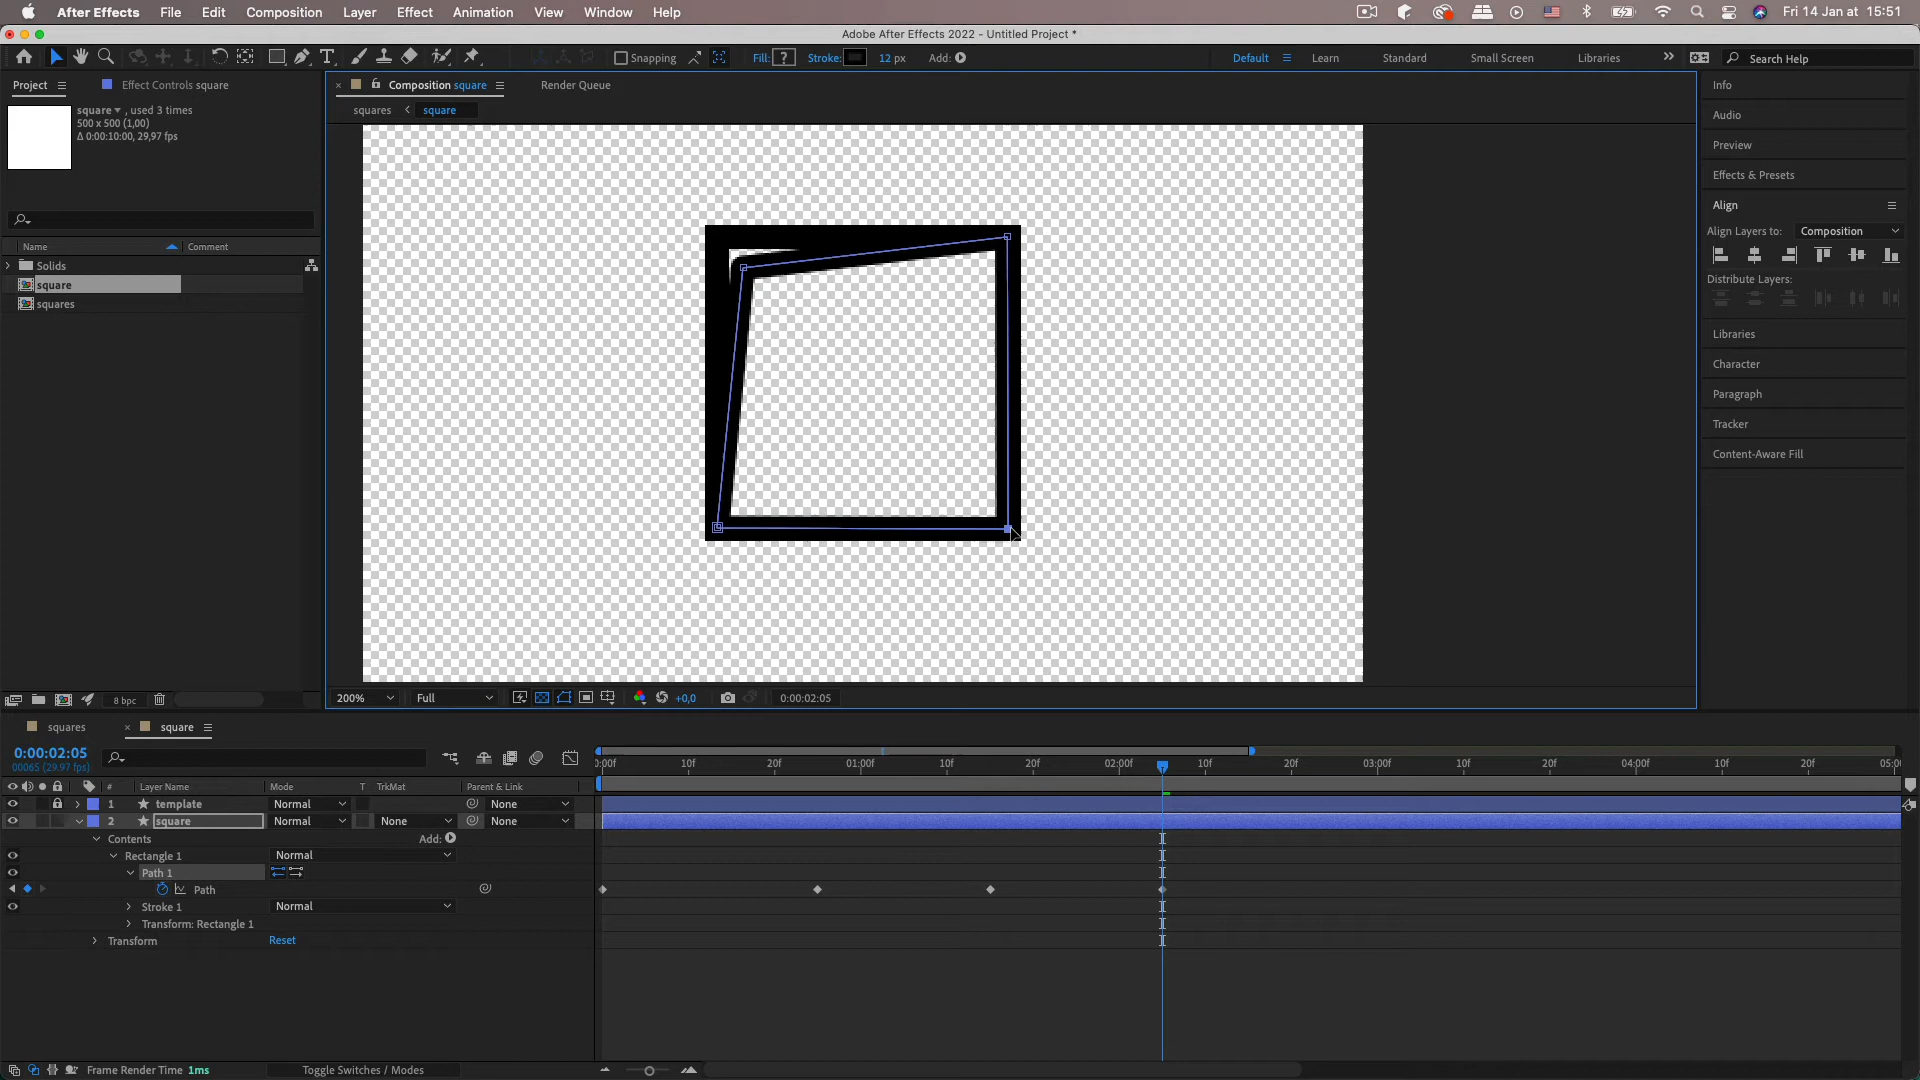 After Effects File Edit Composition Layer Effect Animation View Window Help Fri 14 Jan at 15:51
Adobe After Effects 2022 - Untitled Project *
Snapping Fill: ? Stroke: 12 px Add: Default Learn Standard Small Screen Libraries Search Help
Project Effect Controls square Composition square Render Queue Info
square , used 3 times squares square
500 x 500 (1,00)
Δ 0:00:10:00, 29,97 fps
Audio
Preview
Effects & Presets
Align
Align Layers to: Composition
Name Comment
Solids
square
squares
Distribute Layers:
Libraries
Character
Paragraph
Tracker
Content-Aware Fill
8 bpc 200% Full +0,0 0:00:02:05
squares square
0:00:02:05
00065 (29.97 fps)
0:00f 10f 20f 01:00f 10f 20f 02:00f 10f 20f 03:00f 10f 20f 04:00f 10f 20f 05:00
# Layer Name Mode T TrkMat Parent & Link
1 template Normal None
2 square Normal None None
Contents Add:
Rectangle 1 Normal
Path 1
Path
Stroke 1 Normal
Transform: Rectangle 1
Transform Reset
Frame Render Time 1ms Toggle Switches / Modes